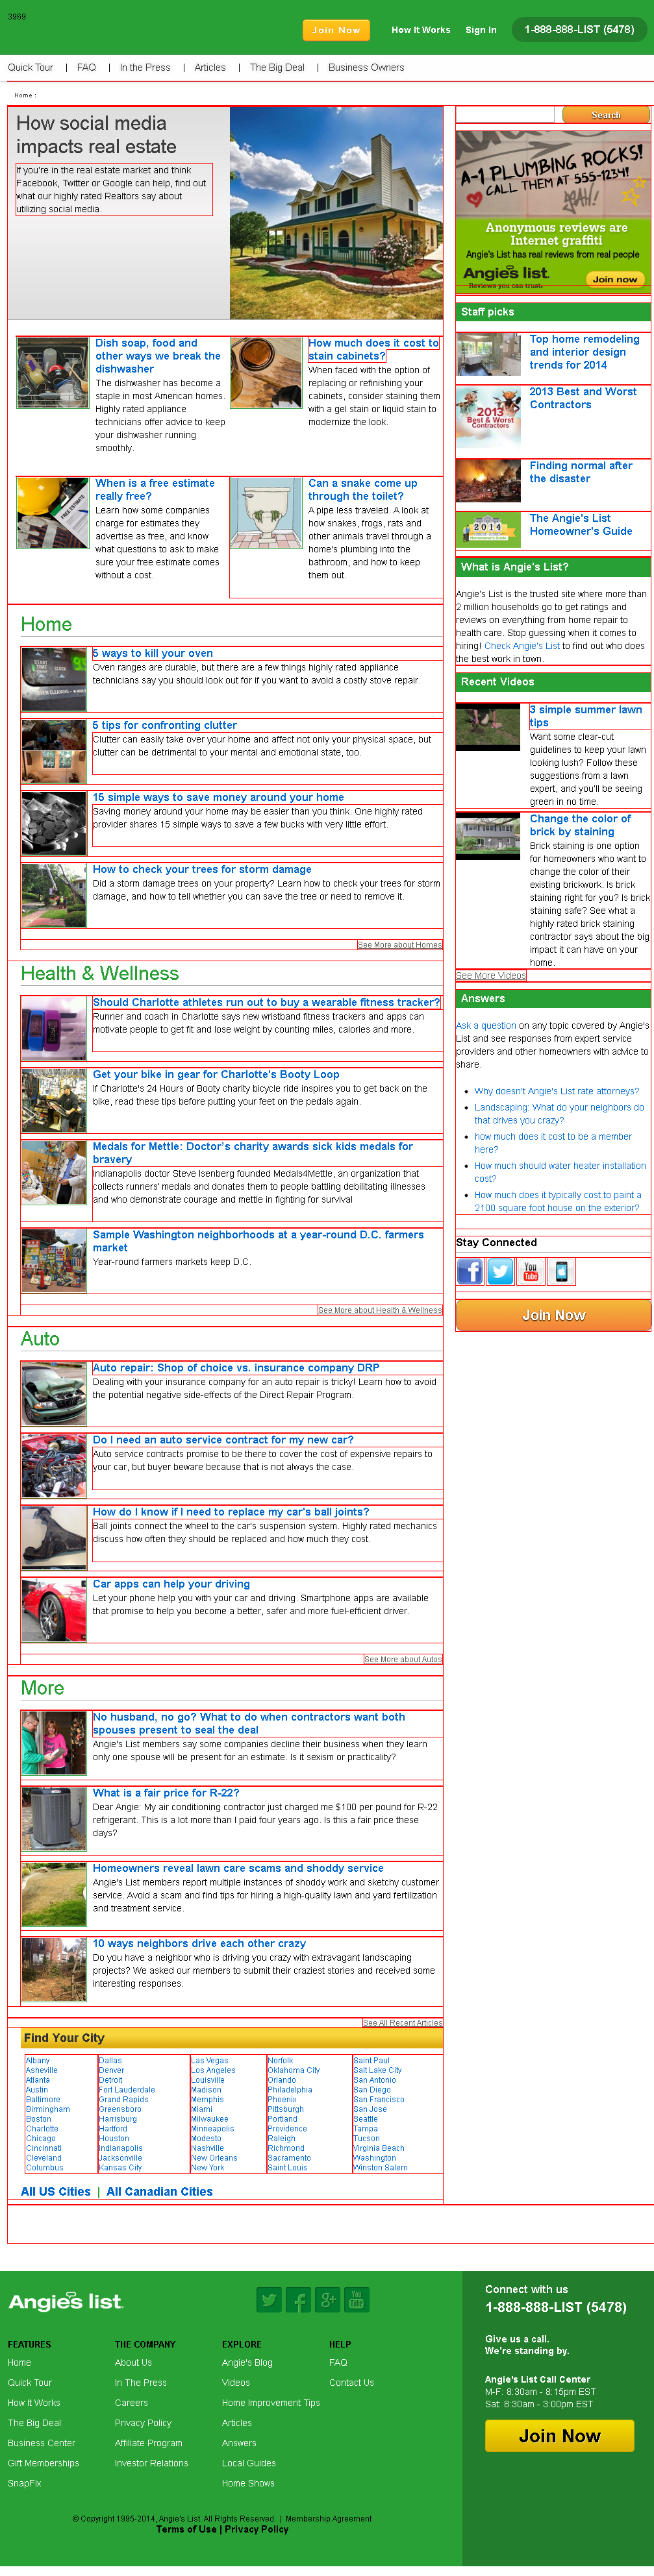 3969
Join Now
How It Works
Sign In
1-888-888-LIST (5478)
Quick Tour | FAQ | In the Press | Articles | The Big Deal | Business Owners
Home :
How social media
impacts real estate
If you're in the real estate market and think
Facebook, Twitter or Google can help, find out
what our highly rated Realtors say about
utilizing social media.
Dish soap, food and
other ways we break the
dishwasher
The dishwasher has become a
staple in most American homes.
Highly rated appliance
technicians offer advice to keep
your dishwasher running
smoothly.
How much does it cost to
stain cabinets?
When faced with the option of
replacing or refinishing your
cabinets, consider staining them
with a gel stain or liquid stain to
modernize the look.
When is a free estimate
really free?
Learn how some companies
charge for estimates they
advertise as free, and know
what questions to ask to make
sure your free estimate comes
without a cost.
Can a snake come up
through the toilet?
A pipe less traveled. A look at
how snakes, frogs, rats and
other animals travel through a
home's plumbing into the
bathroom, and how to keep
them out.
Home
5 ways to kill your oven
Oven ranges are durable, but there are a few things highly rated appliance
technicians say you should look out for if you want to avoid a costly stove repair.
5 tips for confronting clutter
Clutter can easily take over your home and affect not only your physical space, but
clutter can be detrimental to your mental and emotional state, too.
15 simple ways to save money around your home
Saving money around your home may be easier than you think. One highly rated
provider shares 15 simple ways to save a few bucks with very little effort.
How to check your trees for storm damage
Did a storm damage trees on your property? Learn how to check your trees for storm
damage, and how to tell whether you can save the tree or need to remove it.
See More about Homes
Health & Wellness
Should Charlotte athletes run out to buy a wearable fitness tracker?
Runner and coach in Charlotte says new wristband fitness trackers and apps can
motivate people to get fit and lose weight by counting miles, calories and more.
Get your bike in gear for Charlotte's Booty Loop
If Charlotte's 24 Hours of Booty charity bicycle ride inspires you to get back on the
bike, read these tips before putting your feet on the pedals again.
Medals for Mettle: Doctor's charity awards sick kids medals for
bravery
Indianapolis doctor Steve Isenberg founded Medals4Mettle, an organization that
collects runners' medals and donates them to people battling debilitating illnesses
and who demonstrate courage and mettle in fighting for survival
Sample Washington neighborhoods at a year-round D.C. farmers
market
Year-round farmers markets keep D.C.
See More about Health & Wellness
Auto
Auto repair: Shop of choice vs. insurance company DRP
Dealing with your insurance company for an auto repair is tricky! Learn how to avoid
the potential negative side-effects of the Direct Repair Program.
Do I need an auto service contract for my new car?
Auto service contracts promise to be there to cover the cost of expensive repairs to
your car, but buyer beware because that is not always the case.
How do I know if I need to replace my car's ball joints?
Ball joints connect the wheel to the car's suspension system. Highly rated mechanics
discuss how often they should be replaced and how much they cost.
Car apps can help your driving
Let your phone help you with your car and driving. Smartphone apps are available
that promise to help you become a better, safer and more fuel-efficient driver.
See More about Autos
More
No husband, no go? What to do when contractors want both
spouses present to seal the deal
Angie's List members say some companies decline their business when they learn
only one spouse will be present for an estimate. Is it sexism or practicality?
What is a fair price for R-22?
Dear Angie: My air conditioning contractor just charged me $100 per pound for R-22
refrigerant. This is a lot more than I paid four years ago. Is this a fair price these
days?
Homeowners reveal lawn care scams and shoddy service
Angie's List members report multiple instances of shoddy work and sketchy customer
service. Avoid a scam and find tips for hiring a high-quality lawn and yard fertilization
and treatment service.
10 ways neighbors drive each other crazy
Do you have a neighbor who is driving you crazy with extravagant landscaping
projects? We asked our members to submit their craziest stories and received some
interesting responses.
See All Recent Articles
Find Your City
Albany
Asheville
Atlanta
Austin
Baltimore
Birmingham
Boston
Charlotte
Chicago
Cincinnati
Cleveland
Columbus
Dallas
Denver
Detroit
Fort Lauderdale
Grand Rapids
Greensboro
Harrisburg
Hartford
Houston
Indianapolis
Jacksonville
Kansas City
Las Vegas
Los Angeles
Louisville
Madison
Memphis
Miami
Milwaukee
Minneapolis
Modesto
Nashville
New Orleans
New York
Norfolk
Oklahoma City
Orlando
Philadelphia
Phoenix
Pittsburgh
Portland
Providence
Raleigh
Richmond
Sacramento
Saint Louis
Saint Paul
Salt Lake City
San Antonio
San Diego
San Francisco
San Jose
Seattle
Tampa
Tucson
Virginia Beach
Washington
Winston Salem
All US Cities | All Canadian Cities
Search
A-1 PLUMBING ROCKS!
CALL THEM AT 555-1234!
Anonymous reviews are
Internet graffiti
Angie's List has real reviews from real people
Angie's list.
Reviews you can trust.
Join now
Staff picks
Top home remodeling
and interior design
trends for 2014
2013
Best & Worst
Contractors
2013 Best and Worst
Contractors
Finding normal after
the disaster
2014
The Angie's List
Homeowner's Guide
What is Angie's List?
Angie's List is the trusted site where more than
2 million households go to get ratings and
reviews on everything from home repair to
health care. Stop guessing when it comes to
hiring! Check Angie's List to find out who does
the best work in town.
Recent Videos
3 simple summer lawn
tips
Want some clear-cut
guidelines to keep your lawn
looking lush? Follow these
suggestions from a lawn
expert, and you'll be seeing
green in no time.
Change the color of
brick by staining
Brick staining is one option
for homeowners who want to
change the color of their
existing brickwork. Is brick
staining right for you? Is brick
staining safe? See what a
highly rated brick staining
contractor says about the big
impact it can have on your
home.
See More Videos
Answers
Ask a question on any topic covered by Angie's
List and see responses from expert service
providers and other homeowners with advice to
share.
Why doesn't Angie's List rate attorneys?
Landscaping: What do your neighbors do
that drives you crazy?
how much does it cost to be a member
here?
How much should water heater installation
cost?
How much does it typically cost to paint a
2100 square foot house on the exterior?
Stay Connected
You
Tube
Join Now
Angie's list.
You
Tube
FEATURES
Home
Quick Tour
How It Works
The Big Deal
Business Center
Gift Memberships
SnapFix
THE COMPANY
About Us
In The Press
Careers
Privacy Policy
Affiliate Program
Investor Relations
EXPLORE
Angie's Blog
Videos
Home Improvement Tips
Articles
Answers
Local Guides
Home Shows
HELP
FAQ
Contact Us
© Copyright 1995-2014, Angie's List. All Rights Reserved. | Membership Agreement
Terms of Use | Privacy Policy
Connect with us
1-888-888-LIST (5478)
Give us a call.
We're standing by.
Angie's List Call Center
M-F: 8:30am - 8:15pm EST
Sat: 8:30am - 3:00pm EST
Join Now